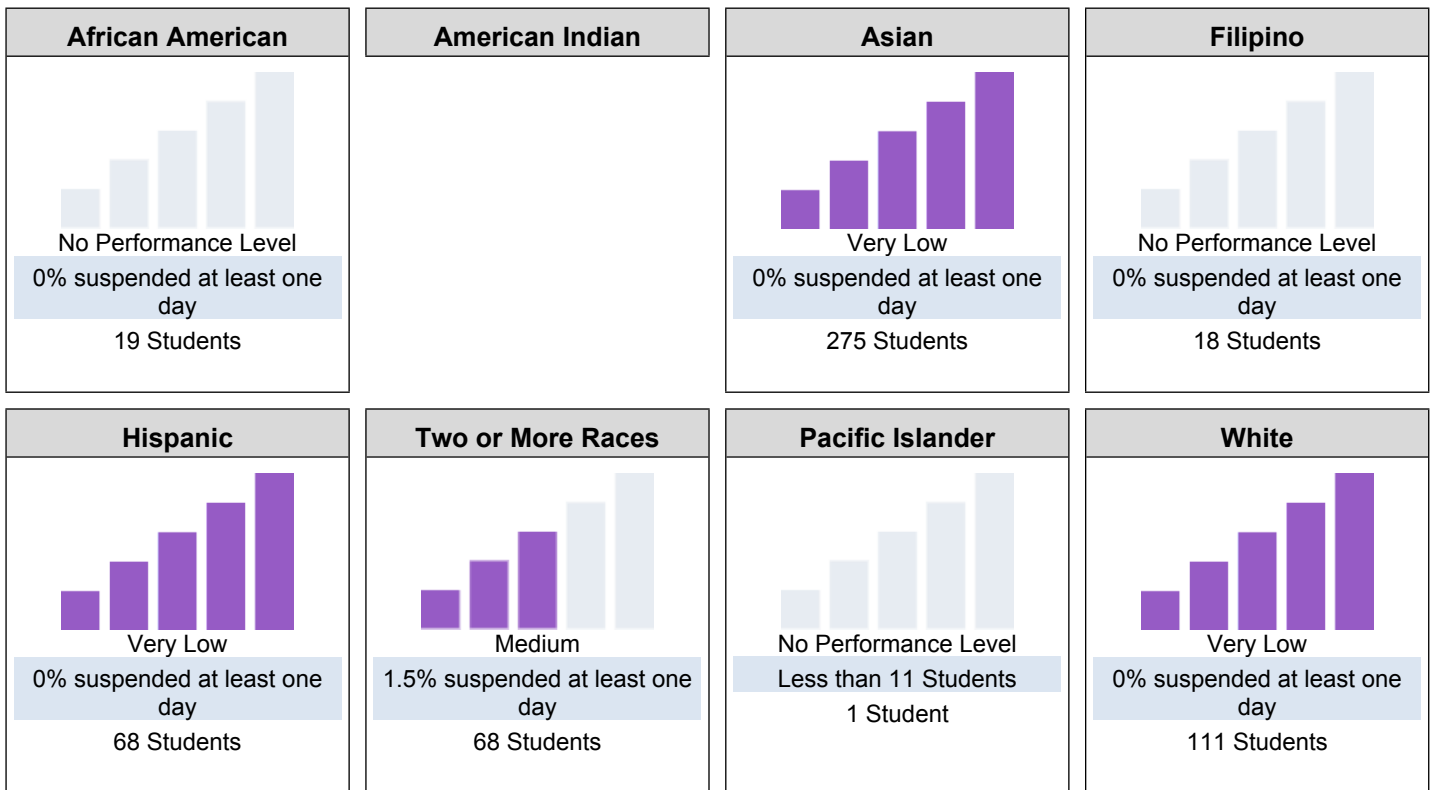 African American
No Performance Level
0% suspended at least one
day
19 Students
American Indian
Asian
Very Low
0% suspended at least one
day
275 Students
Filipino
No Performance Level
0% suspended at least one
day
18 Students
Hispanic
Very Low
0% suspended at least one
day
68 Students
Two or More Races
Medium
1.5% suspended at least one
day
68 Students
Pacific Islander
No Performance Level
Less than 11 Students
1 Student
White
Very Low
0% suspended at least one
day
111 Students